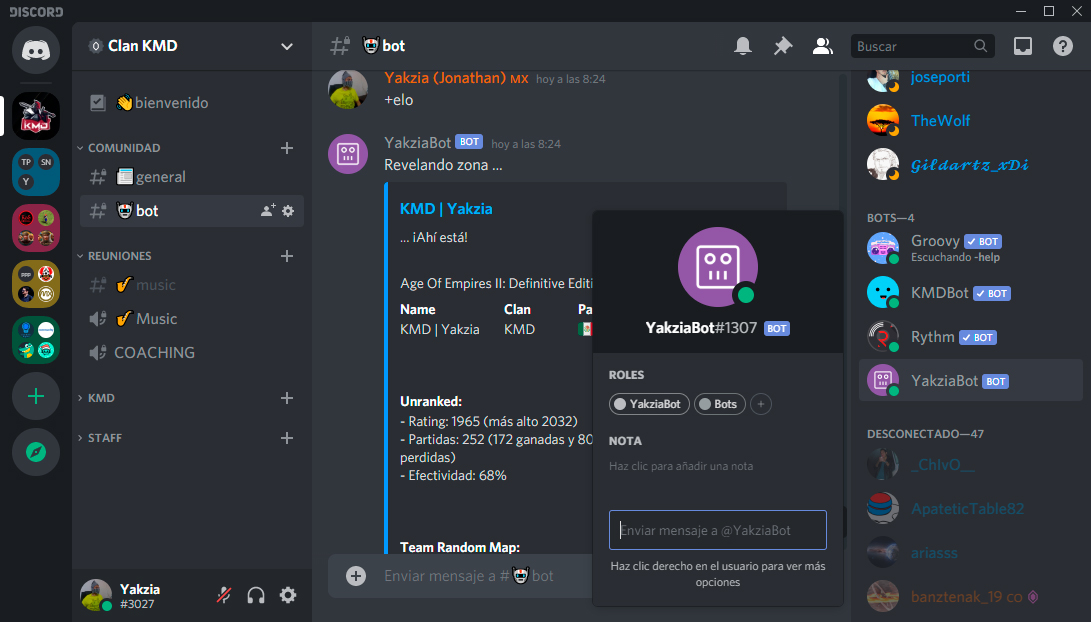 DISCORD
Clan KMD
bienvenido
COMUNIDAD
general
bot
REUNIONES
music
Music
COACHING
KMD
STAFF
Yakzia
#3027
KMD
TP SN
Y
PPP
bot
Buscar
Yakzia (Jonathan) MX hoy a las 8:24
+elo
YakziaBot BOT hoy a las 8:24
Revelando zona ...
KMD | Yakzia
... ¡Ahí está!
Age Of Empires II: Definitive Editi
Name Clan Pa
KMD | Yakzia KMD
Unranked:
- Rating: 1965 (más alto 2032)
- Partidas: 252 (172 ganadas y 80
perdidas)
- Efectividad: 68%
Team Random Map:
Enviar mensaje a # bot
YakziaBot#1307 BOT
ROLES
YakziaBot Bots
NOTA
Haz clic para añadir una nota
Enviar mensaje a @YakziaBot
Haz clic derecho en el usuario para ver más
opciones
joseporti
TheWolf
𝓖𝓲𝓵𝓭𝓪𝓻𝓽𝔃_𝔁𝓓𝓲
BOTS—4
Groovy BOT
Escuchando -help
KMDBot BOT
Rythm BOT
YakziaBot BOT
DESCONECTADO—47
_ChIvO__
ApateticTable82
ariasss
banztenak_19 CO